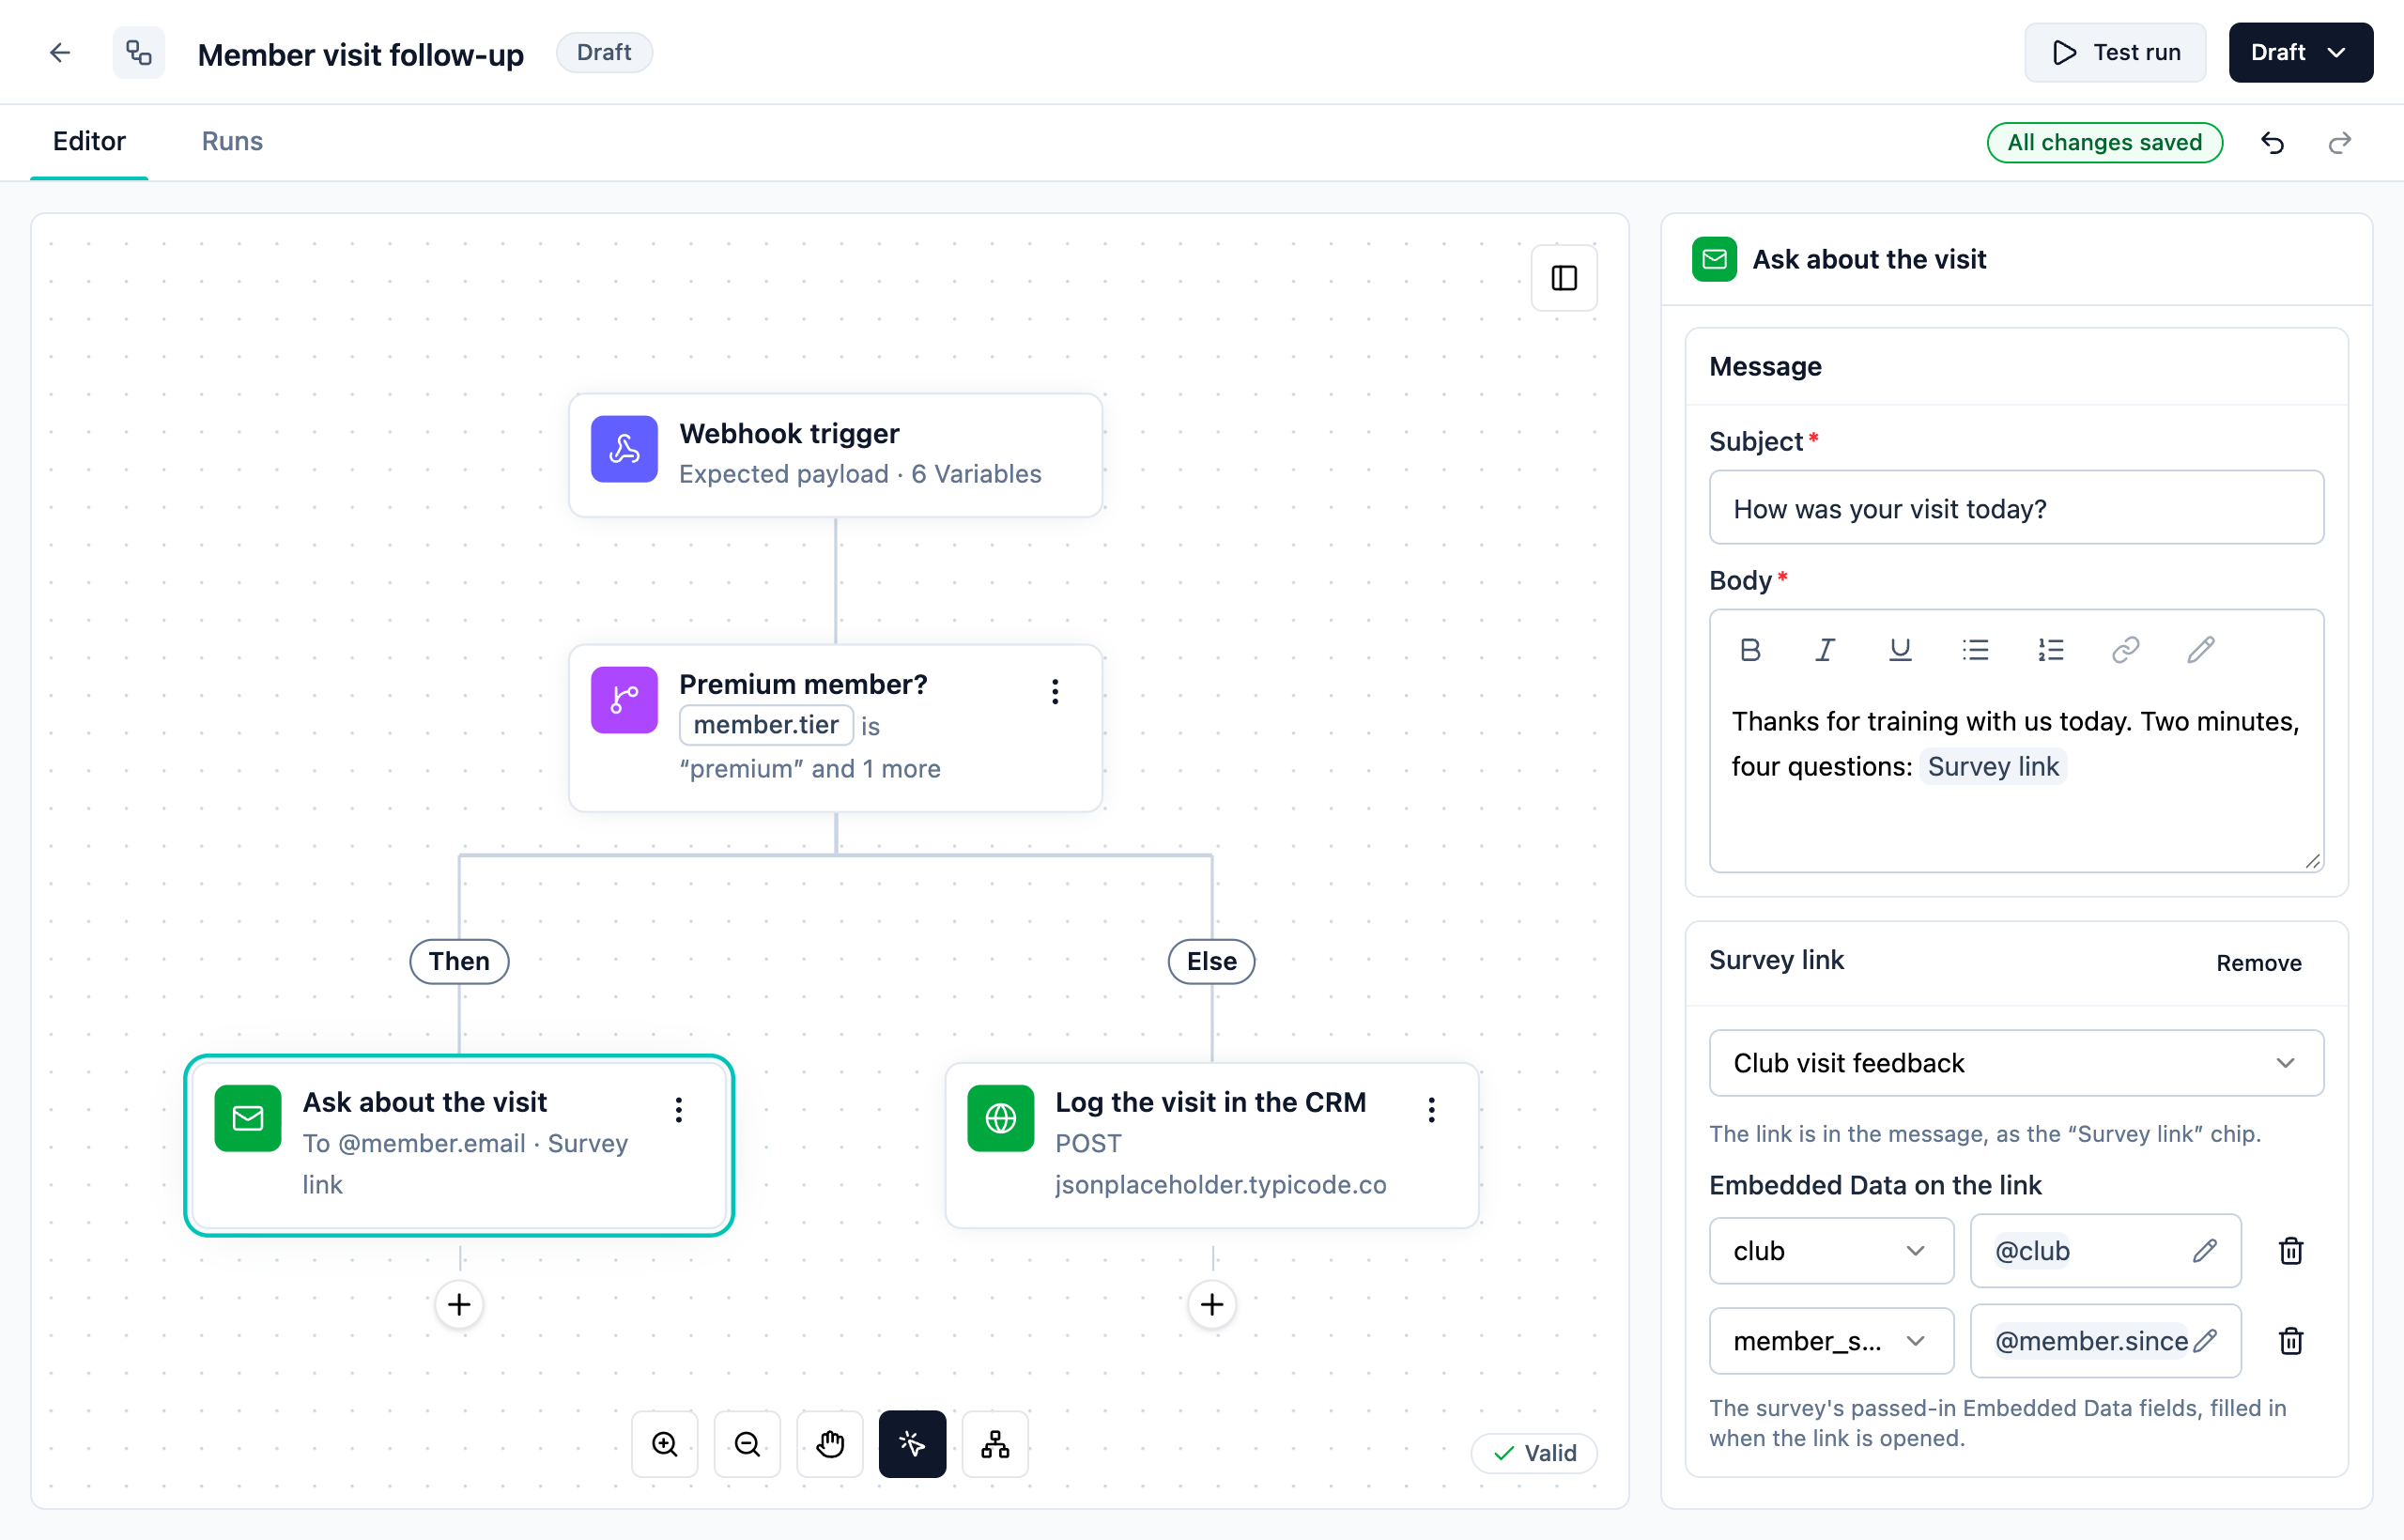 Member visit follow-up
Draft
Test run
Draft
Editor
Runs
All changes saved
Webhook trigger
Expected payload · 6 Variables
Premium member?
member.tier is
“premium” and 1 more
Then
Else
Ask about the visit
To @member.email · Survey
link
Log the visit in the CRM
POST
jsonplaceholder.typicode.co
Valid
Ask about the visit
Message
Subject*
How was your visit today?
Body*
Thanks for training with us today. Two minutes,
four questions: Survey link
Survey link
Remove
Club visit feedback
The link is in the message, as the “Survey link” chip.
Embedded Data on the link
club
@club
member_s...
@member.since
The survey's passed-in Embedded Data fields, filled in
when the link is opened.